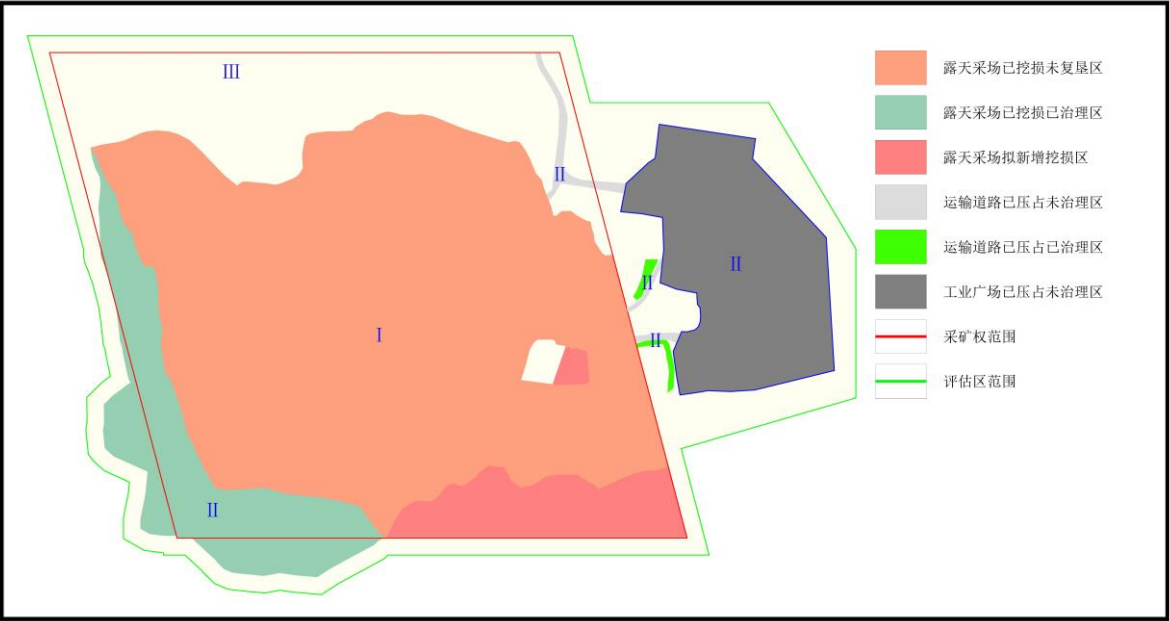 III
II
II
II
I
II
II
露天采场已挖损未复垦区
露天采场已挖损已治理区
露天采场拟新增挖损区
运输道路已压占未治理区
运输道路已压占已治理区
工业广场已压占未治理区
采矿权范围
评估区范围